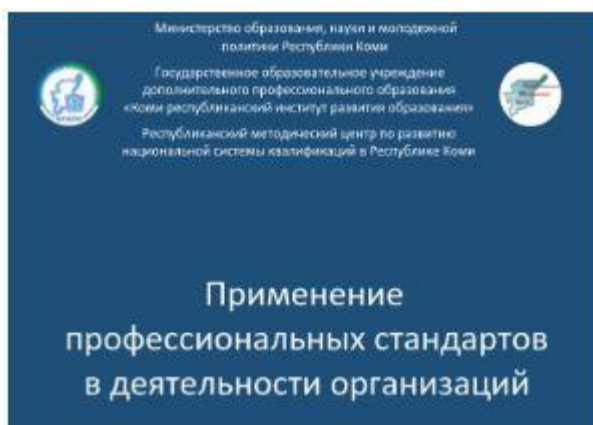 Министерство образования, науки и молодежной
политики Республики Коми
Государственное образовательное учреждение
дополнительного профессионального образования
«Коми республиканский институт развития образования»
Республиканский методический центр по развитию
национальной системы квалификаций в Республике Коми
Применение
профессиональных стандартов
в деятельности организаций